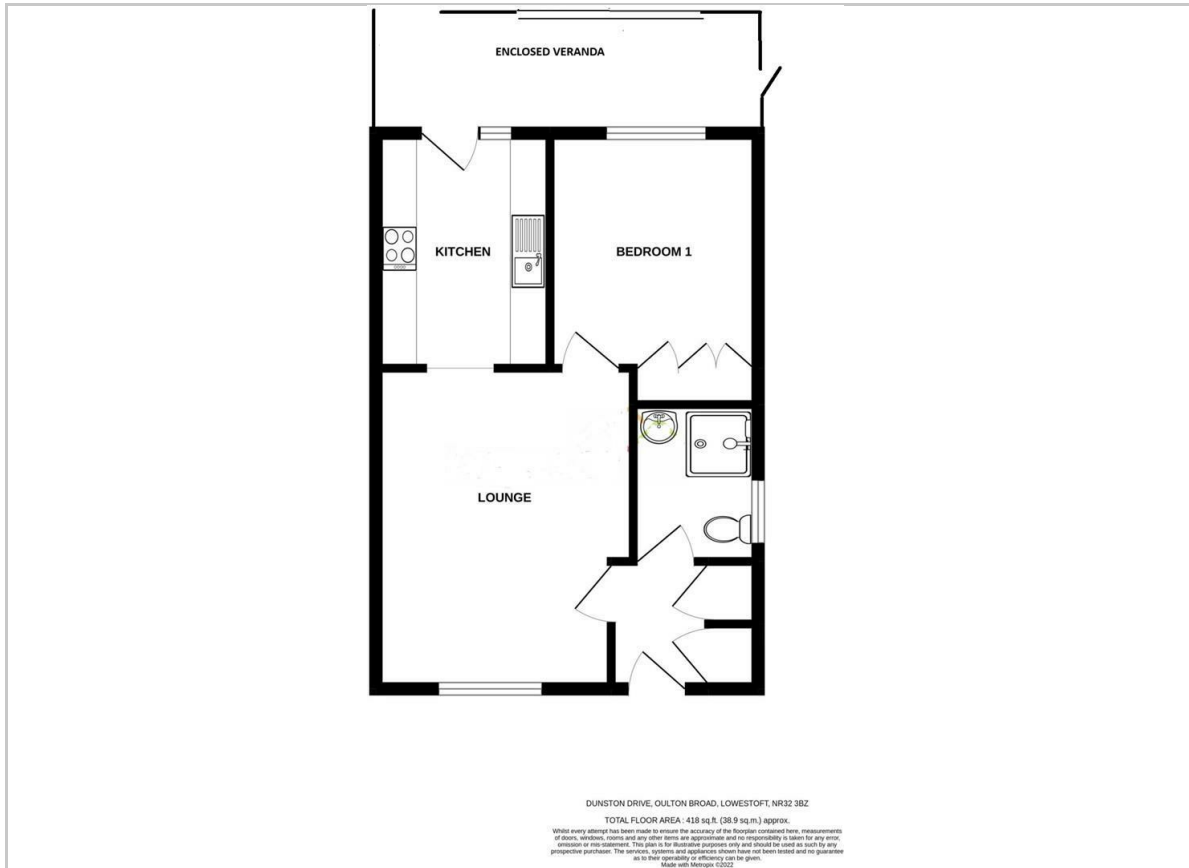 ENCLOSED VERANDA
KITCHEN
BEDROOM 1
LOUNGE
DUNSTON DRIVE, OULTON BROAD, LOWESTOFT, NR32 3BZ
TOTAL FLOOR AREA : 418 sq.ft. (38.9 sq.m.) approx.
Whilst every attempt has been made to ensure the accuracy of the floorplan contained here, measurements
of doors, windows, rooms and any other items are approximate and no responsibility is taken for any error,
omission or mis-statement. This plan is for illustrative purposes only and should be used as such by any
prospective purchaser. The services, systems and appliances shown have not been tested and no guarantee
as to their operability or efficiency can be given.
Made with Metropix ©2022